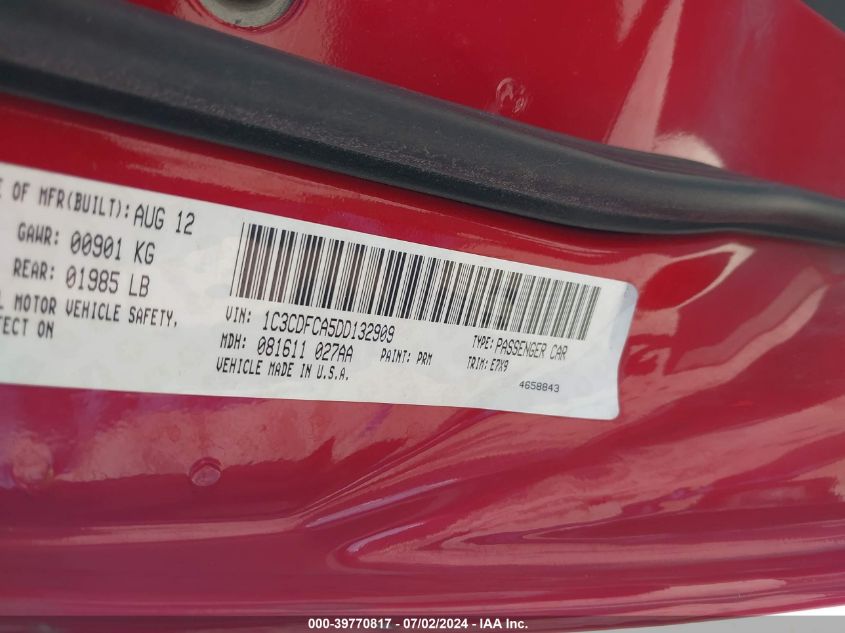 OF MFR(BUILT): AUG 12
GAWR: 00901 KG
REAR: 01985 LB
MOTOR VEHICLE SAFETY,
ON
VIN: 1C3CDFCA5DD132909
TYPE: PASSENGER CAR
MDH: 081611 027AA
PAINT: PRM
TRIM: E7X9
VEHICLE MADE IN U.S.A.
4658843
000-39770817 - 07/02/2024 - IAA Inc.